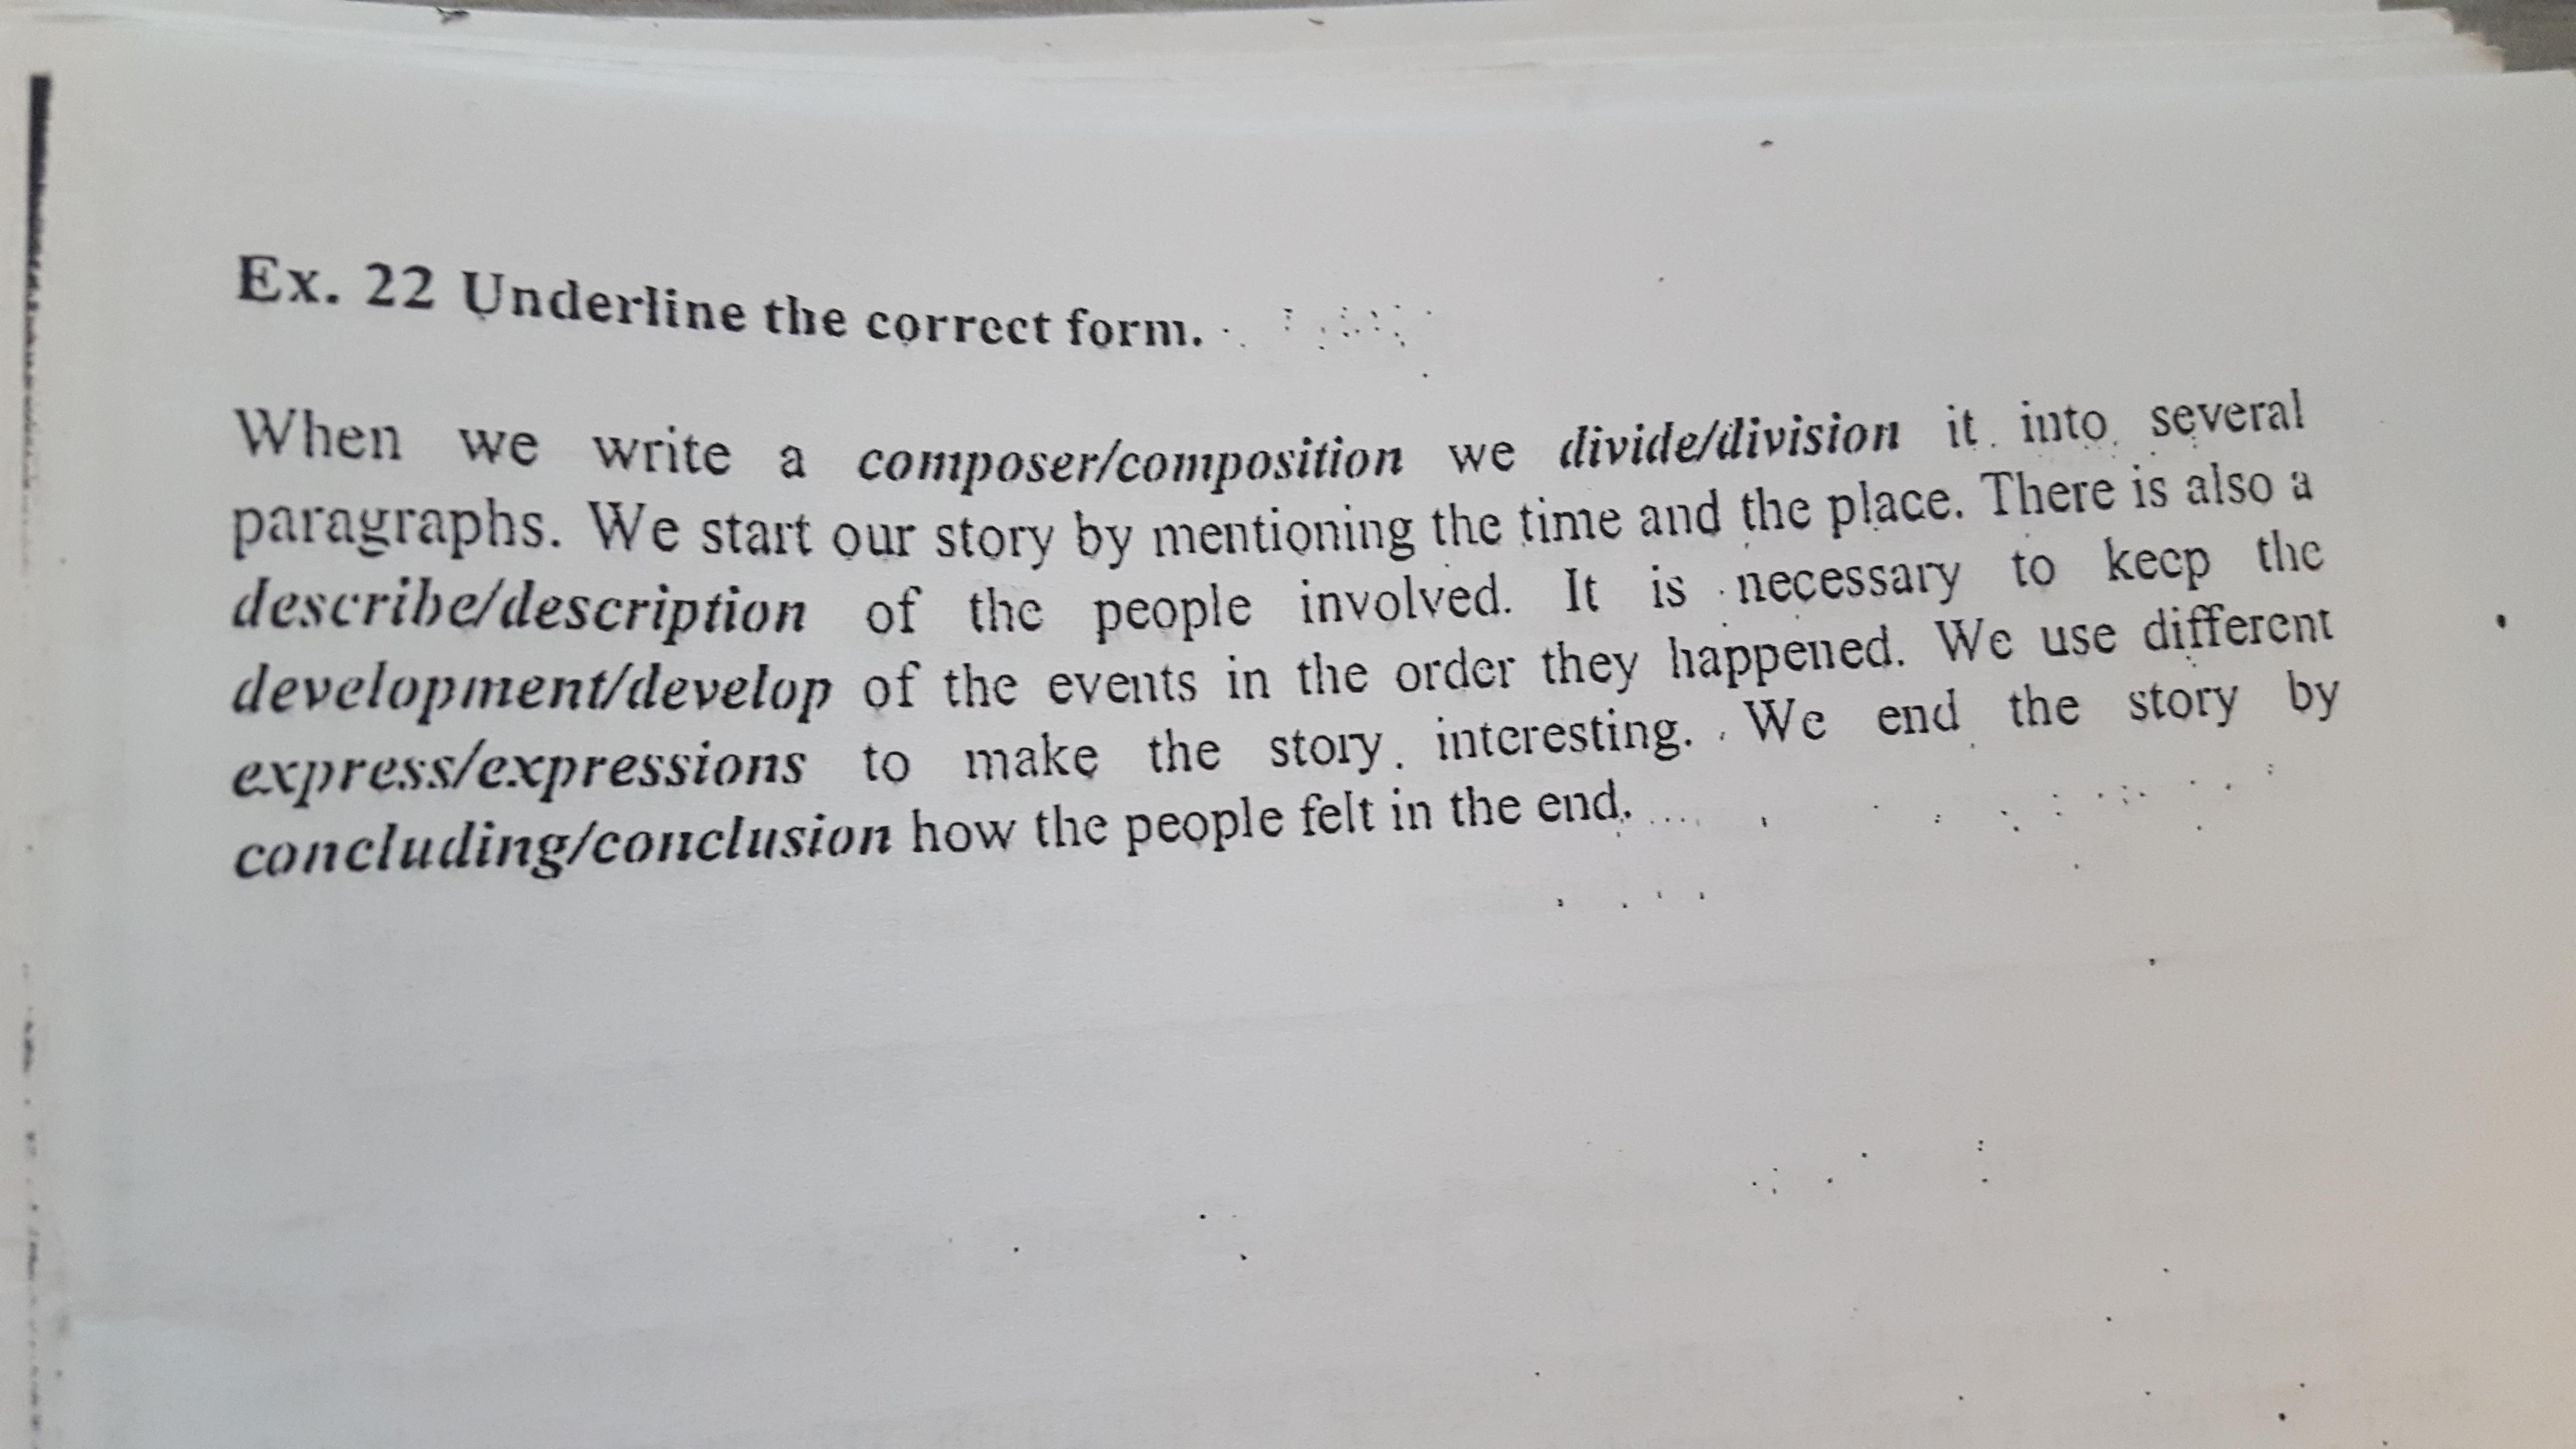 Ex. 22 Underline the correct form.
When we write a composer/composition we divide/division it into several
paragraphs. We start our story by mentioning the time and the place. There is also a
describe/description of the people involved. It is necessary to keep the
development/develop of the events in the order they happened. We use different
express/expressions to make the story interesting. We end the story by
concluding/conclusion how the people felt in the end.